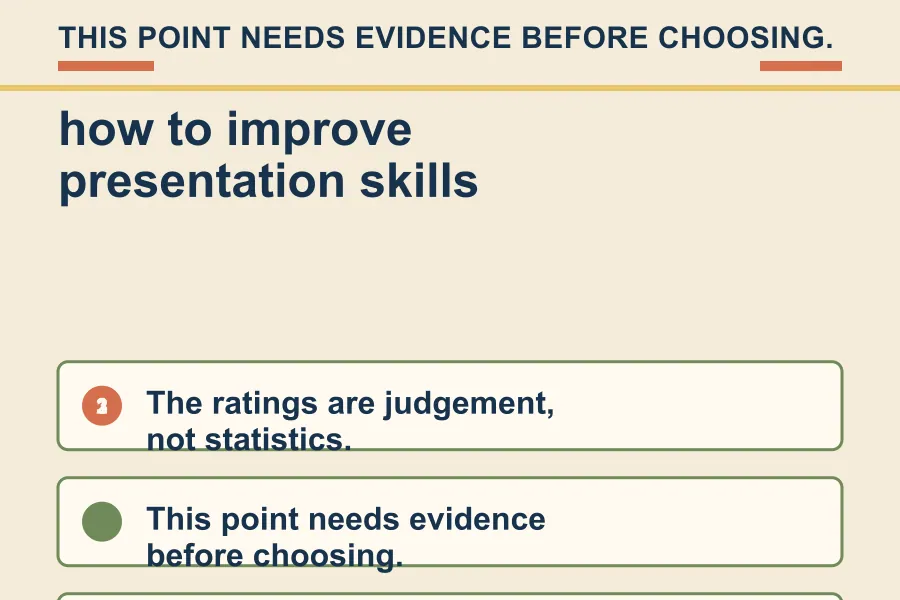 THIS POINT NEEDS EVIDENCE BEFORE CHOOSING.
how to improve
presentation skills
The ratings are judgement,
not statistics.
This point needs evidence
before choosing.